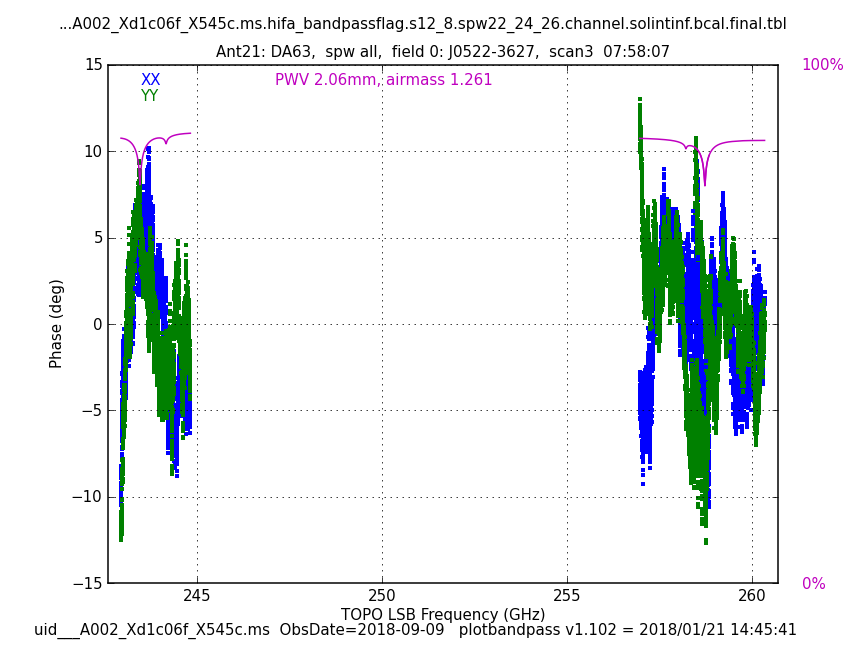 ...A002_Xd1c06f_X545c.ms.hifa_bandpassflag.s12_8.spw22_24_26.channel.solintinf.bcal.final.tbl
Ant21: DA63,  spw all,  field 0: J0522-3627,  scan3  07:58:07
15
100%
XX
PWV 2.06mm, airmass 1.261
YY
10
5
Phase (deg)
0
−5
−10
−15
0%
245
250
255
260
TOPO LSB Frequency (GHz)
uid___A002_Xd1c06f_X545c.ms  ObsDate=2018-09-09   plotbandpass v1.102 = 2018/01/21 14:45:41